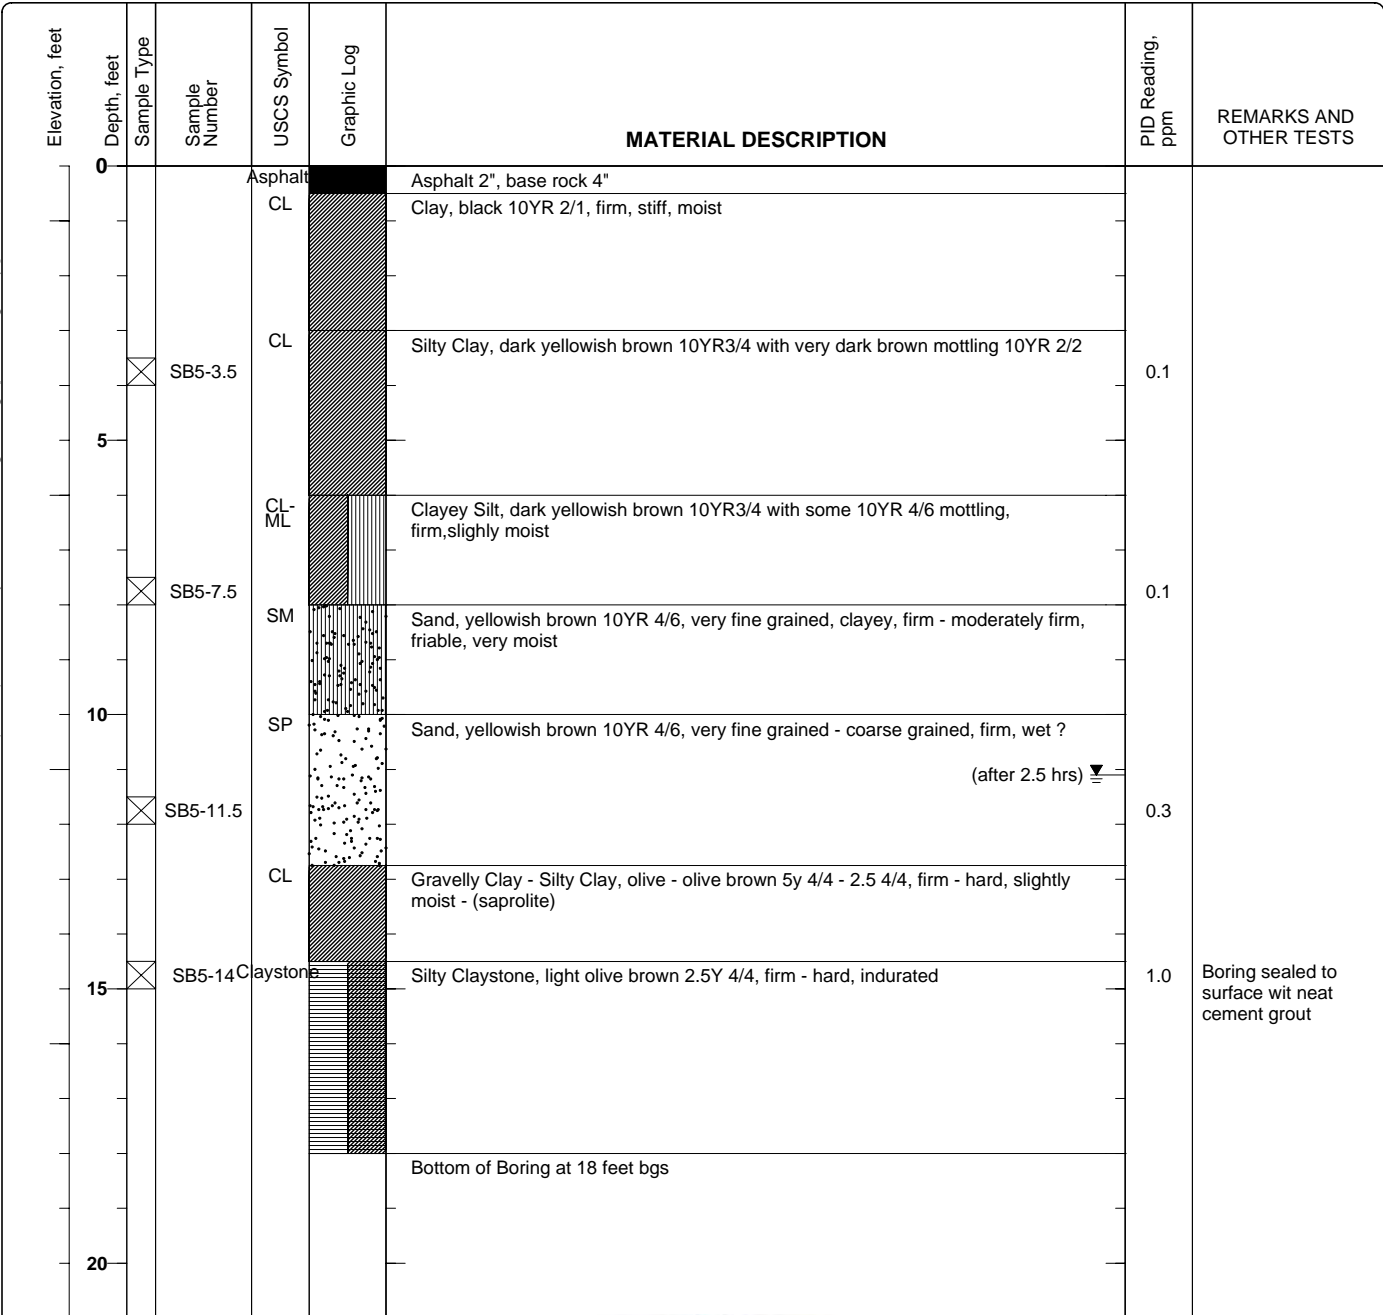 Elevation, feet
Depth, feet
Sample Type
Sample
Number
USCS Symbol
Graphic Log
MATERIAL DESCRIPTION
PID Reading,
ppm
REMARKS AND
OTHER TESTS
0
Asphalt
Asphalt 2", base rock 4"
CL
Clay, black 10YR 2/1, firm, stiff, moist
CL
Silty Clay, dark yellowish brown 10YR3/4 with very dark brown mottling 10YR 2/2
SB5-3.5
0.1
5
CL-
ML
Clayey Silt, dark yellowish brown 10YR3/4 with some 10YR 4/6 mottling,
firm,slighly moist
SB5-7.5
0.1
SM
Sand, yellowish brown 10YR 4/6, very fine grained, clayey, firm - moderately firm,
friable, very moist
10
SP
Sand, yellowish brown 10YR 4/6, very fine grained - coarse grained, firm, wet ?
(after 2.5 hrs)
SB5-11.5
0.3
CL
Gravelly Clay - Silty Clay, olive - olive brown 5y 4/4 - 2.5 4/4, firm - hard, slightly
moist - (saprolite)
SB5-14
Claystone
Silty Claystone, light olive brown 2.5Y 4/4, firm - hard, indurated
1.0
Boring sealed to
surface wit neat
cement grout
15
Bottom of Boring at 18 feet bgs
20